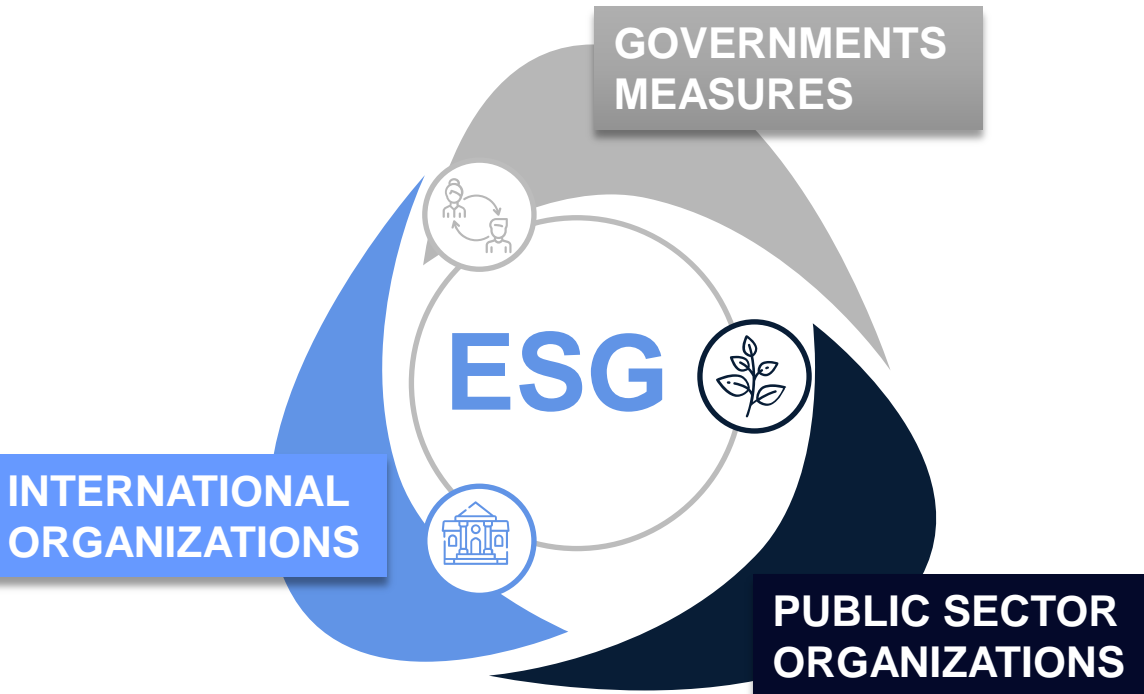 GOVERNMENTS
MEASURES
ESG
INTERNATIONAL
ORGANIZATIONS
PUBLIC SECTOR
ORGANIZATIONS